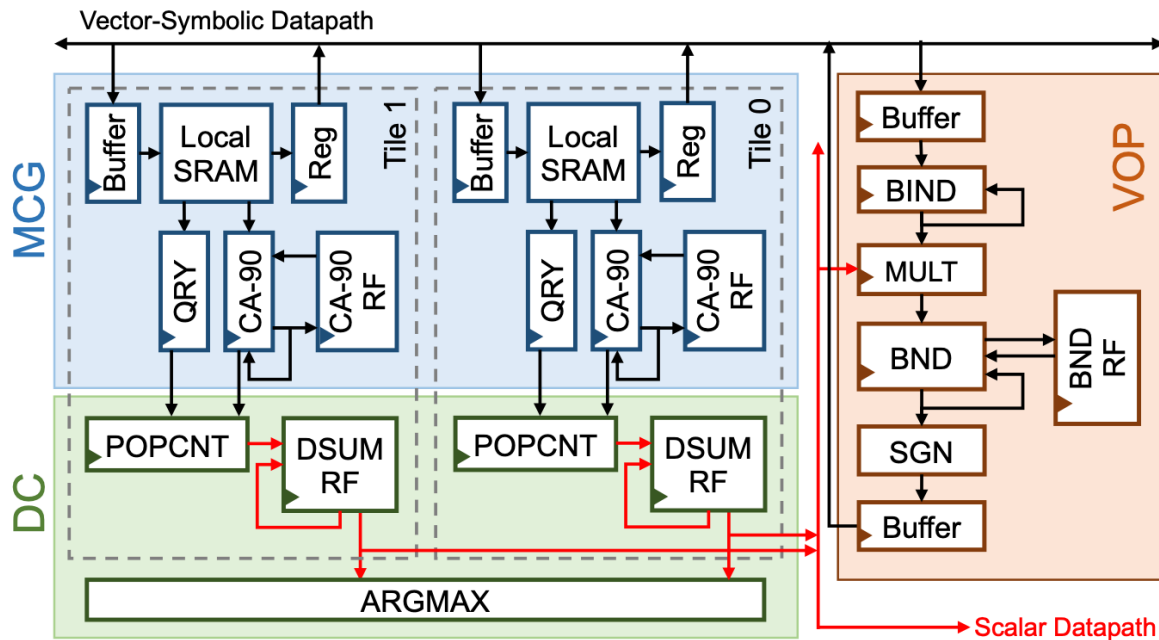 Vector-Symbolic Datapath
MCG
Buffer
Local
SRAM
Reg
Tile 1
QRY
CA-90
CA-90
RF
Buffer
Local
SRAM
Reg
Tile 0
QRY
CA-90
CA-90
RF
DC
POPCNT
DSUM
RF
POPCNT
DSUM
RF
ARGMAX
VOP
Buffer
BIND
MULT
BND
BND
RF
SGN
Buffer
Scalar Datapath